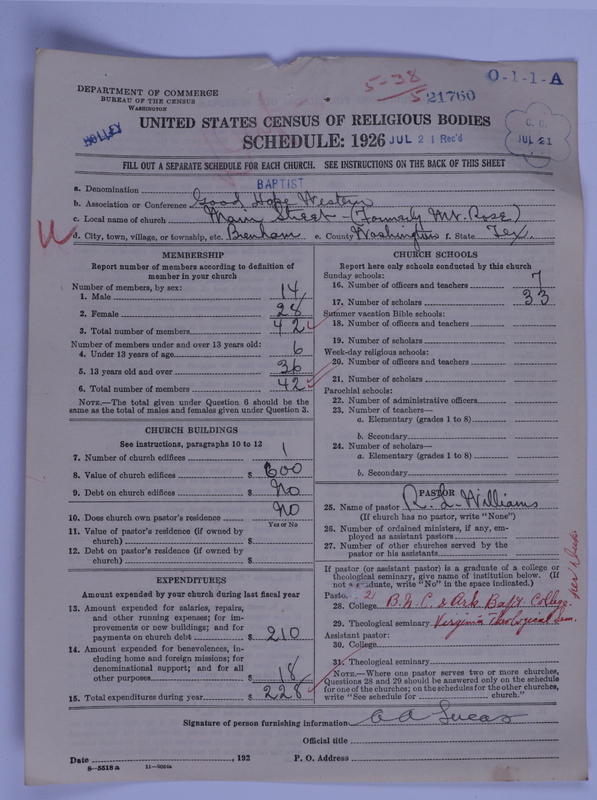 O-1-1-A
DEPARTMENT OF COMMERCE
BUREAU OF THE CENSUS
WASHINGTON
5-38
5 21760
UNITED STATES CENSUS OF RELIGIOUS BODIES
HOLLEY
SCHEDULE: 1926 JUL 21 Rec'd
C. C.
JUL 21
FILL OUT A SEPARATE SCHEDULE FOR EACH CHURCH. SEE INSTRUCTIONS ON THE BACK OF THIS SHEET
a. Denomination BAPTIST
b. Association or Conference Good Hope Western
c. Local name of church Main Street - (Formerly Mt. Rose)
d. City, town, village, or township, etc. Brenham e. County Washington f. State Tex.
MEMBERSHIP
Report number of members according to definition of
member in your church
Number of members, by sex:
1. Male 14
2. Female 28
3. Total number of members 42
Number of members under and over 13 years old:
4. Under 13 years of age 6
5. 13 years old and over 36
6. Total number of members 42
NOTE.—The total given under Question 6 should be the
same as the total of males and females given under Question 3.
CHURCH BUILDINGS
See instructions, paragraphs 10 to 12
7. Number of church edifices 1
8. Value of church edifices $ 600
9. Debt on church edifices $ No
10. Does church own pastor's residence No
Yes or No
11. Value of pastor's residence (if owned by
church) $
12. Debt on pastor's residence (if owned by
church) $
EXPENDITURES
Amount expended by your church during last fiscal year
13. Amount expended for salaries, repairs,
and other running expenses; for im-
provements or new buildings; and for
payments on church debt $ 210
14. Amount expended for benevolences, in-
cluding home and foreign missions; for
denominational support; and for all
other purposes $ 18
15. Total expenditures during year $ 228
CHURCH SCHOOLS
Report here only schools conducted by this church
Sunday schools:
16. Number of officers and teachers 7
17. Number of scholars 33
Summer vacation Bible schools:
18. Number of officers and teachers
19. Number of scholars
Week-day religious schools:
20. Number of officers and teachers
21. Number of scholars
Parochial schools:
22. Number of administrative officers
23. Number of teachers—
a. Elementary (grades 1 to 8)
b. Secondary
24. Number of scholars—
a. Elementary (grades 1 to 8)
b. Secondary
PASTOR
25. Name of pastor R. L. Williams
(If church has no pastor, write "None")
26. Number of ordained ministers, if any, em-
ployed as assistant pastors
27. Number of other churches served by the
pastor or his assistants
If pastor (or assistant pastor) is a graduate of a college or
theological seminary, give name of institution below. (If
not a graduate, write "No" in the space indicated.)
Pasto 21
28. College B. N. C. & Ark Bapt. College.
29. Theological seminary Virginia Theological Sem.
Assistant pastor:
30. College
31. Theological seminary
NOTE.—Where one pastor serves two or more churches,
Questions 28 and 29 should be answered only on the schedule
for one of the churches; on the schedules for the other churches,
write "See schedule for church."
Signature of person furnishing information A A Lucas
Official title
Date , 192 P. O. Address
8—5518a 11—9004a